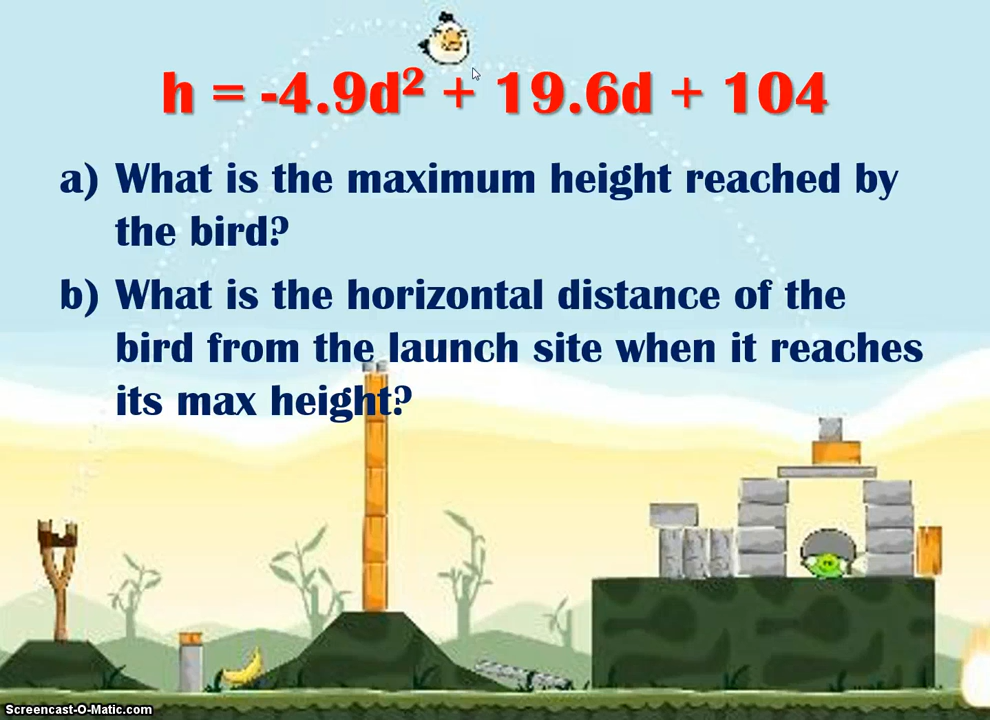 h = -4.9d² + 19.6d + 104
a) What is the maximum height reached by
the bird?
b) What is the horizontal distance of the
bird from the launch site when it reaches
its max height?
Screencast-O-Matic.com